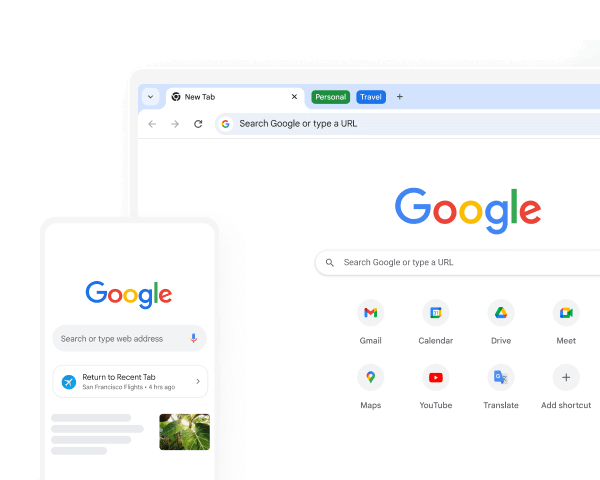 New Tab
Personal
Travel
Search Google or type a URL
Google
Search Google or type a URL
Gmail
Calendar
Drive
Meet
Maps
YouTube
Translate
Add shortcut
Google
Search or type web address
Return to Recent Tab
San Francisco Flights • 4 hrs ago